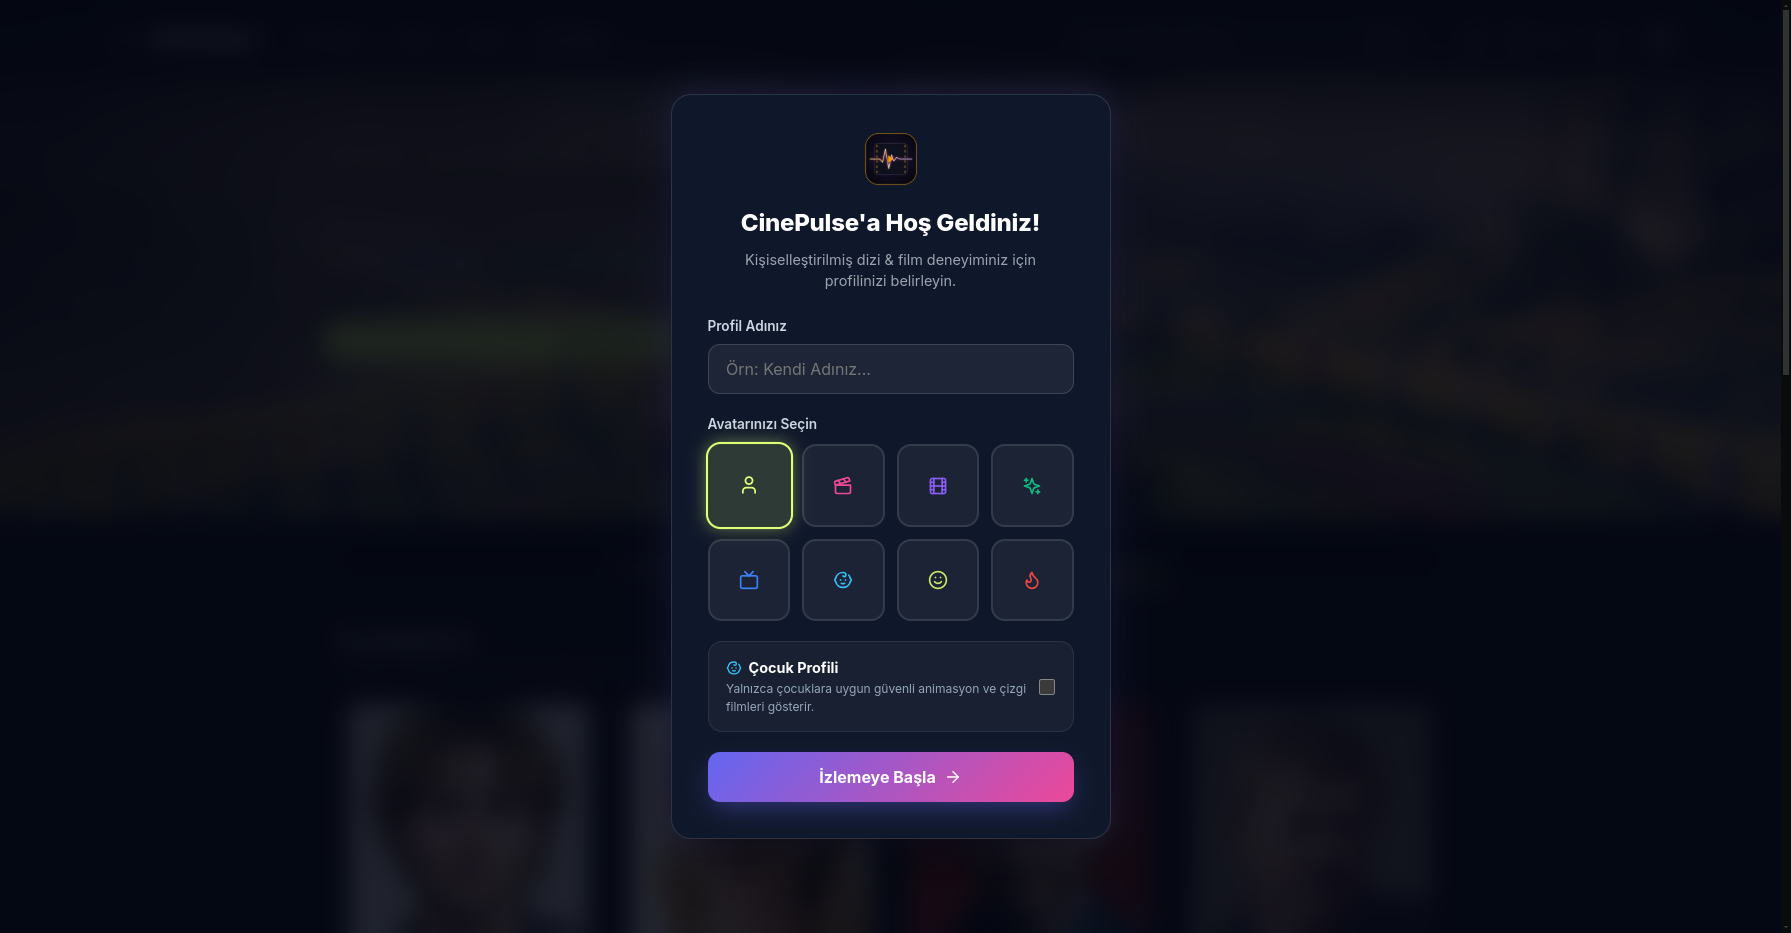 CinePulse'a Hoş Geldiniz!
Kişiselleştirilmiş dizi & film deneyiminiz için
profilinizi belirleyin.
Profil Adınız
Örn: Kendi Adınız...
Avatarınızı Seçin
Çocuk Profili
Yalnızca çocuklara uygun güvenli animasyon ve çizgi
filmleri gösterir.
İzlemeye Başla